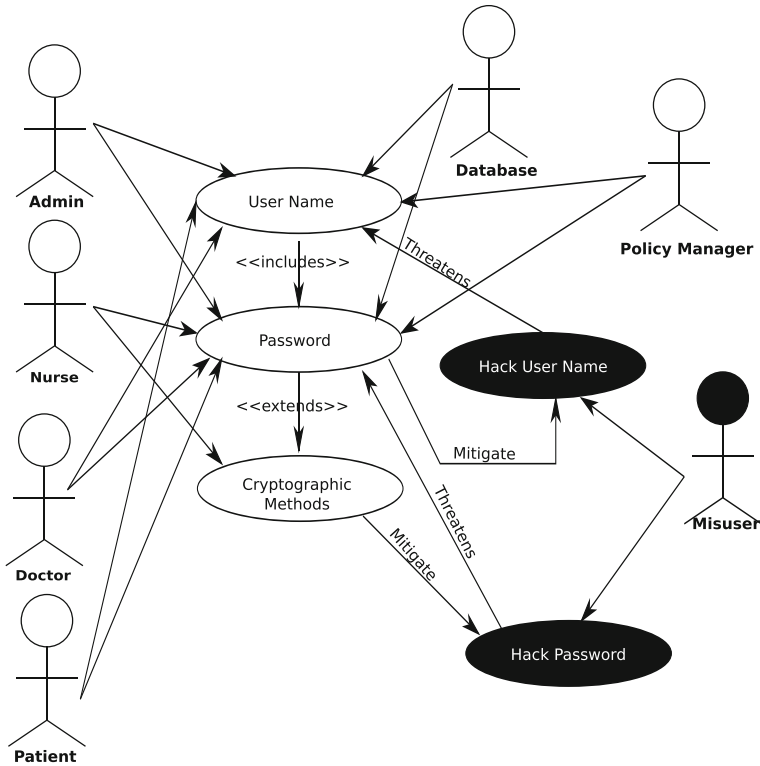 Database
Admin
User Name
Policy Manager
Threatens
<<includes>>
Password
Nurse
Hack User Name
<<extends>>
Mitigate
Cryptographic
Methods
Threatens
Misuser
Mitigate
Doctor
Hack Password
Patient